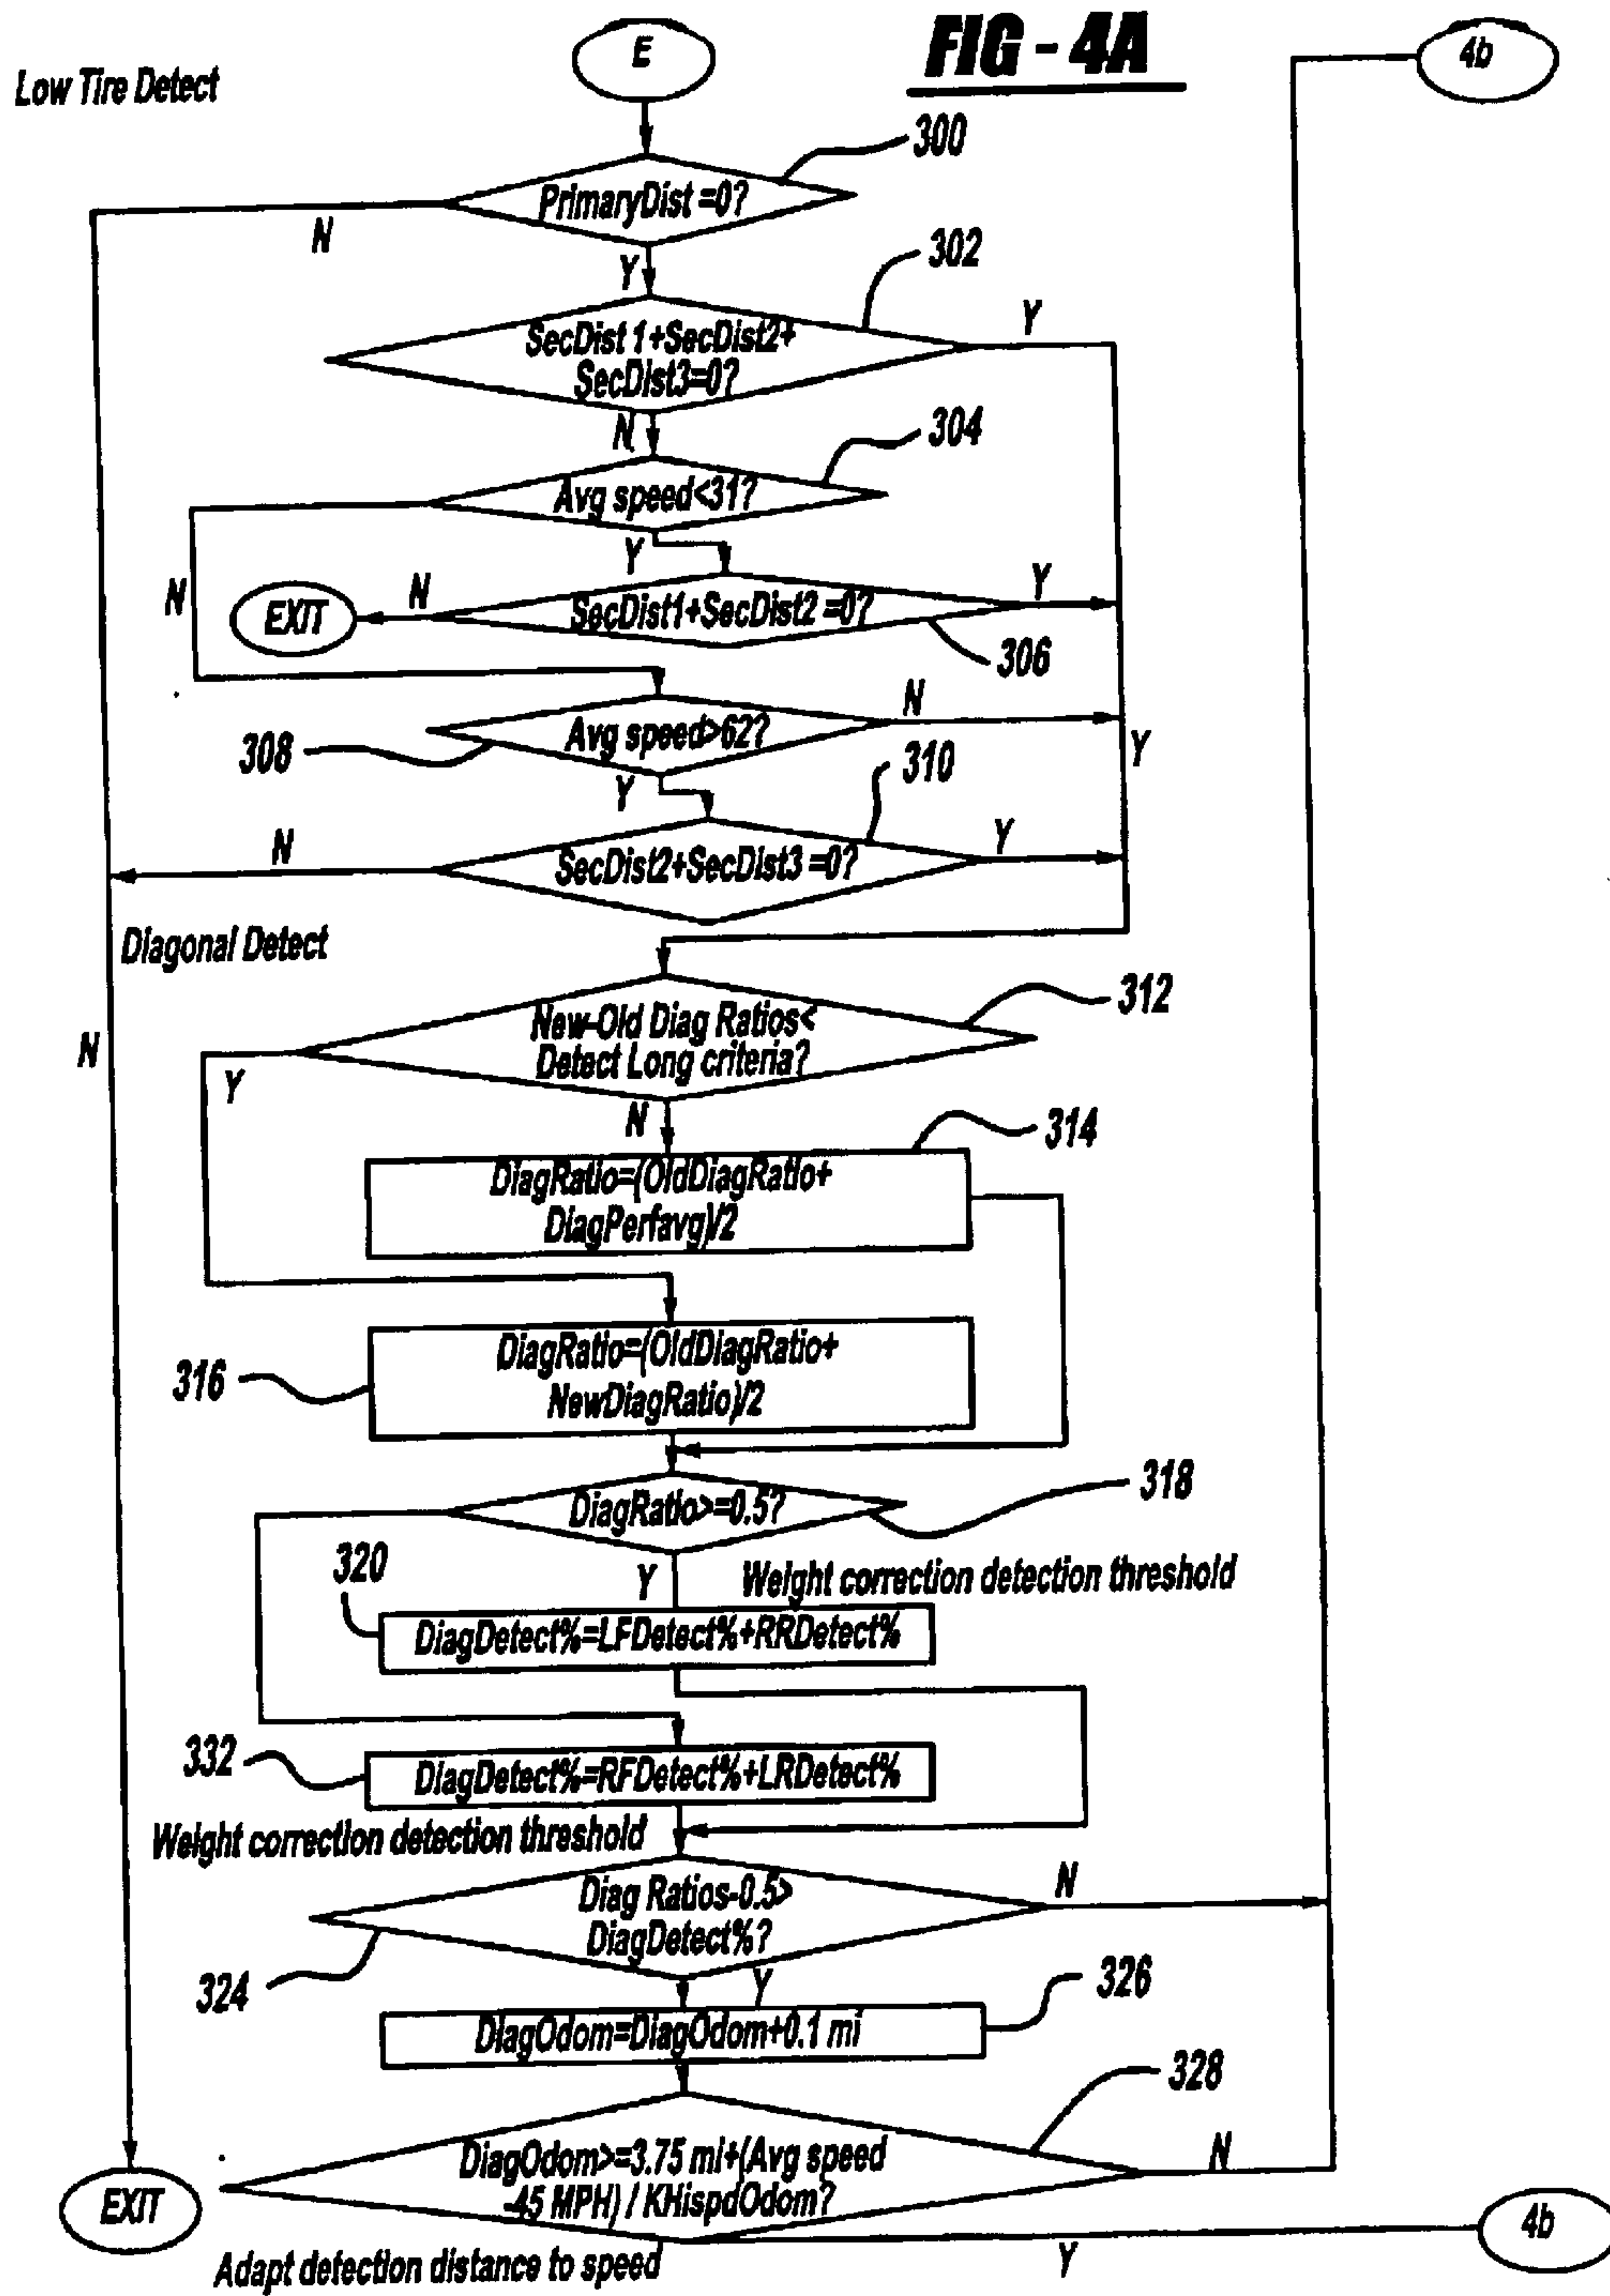 FIG - 4A
E
4b
Low Tire Detect
300
PrimaryDist =0?
N
Y
302
SecDist 1+SecDist2+
SecDist3=0?
Y
N
304
Avg speed<31?
Y
N
N
EXIT
SecDist1+SecDist2 =0?
Y
306
Avg speed>62?
N
308
Y
Y
310
SecDist2+SecDist3 =0?
N
Y
Diagonal Detect
N
312
New-Old Diag Ratios<
Detect Long criteria?
Y
N
314
DiagRatio=(OldDiagRatio+
DiagPerfavg)/2
316
DiagRatio=(OldDiagRatio+
NewDiagRatio)/2
DiagRatio>=0.5?
318
320
Y
Weight correction detection threshold
DiagDetect%=LFDetect%+RRDetect%
332
DiagDetect%=RFDetect%+LRDetect%
Weight correction detection threshold
Diag Ratios-0.5>
DiagDetect%?
N
324
Y
326
DiagOdom=DiagOdom+0.1 mi
328
DiagOdom>=3.75 mi+(Avg speed
-45 MPH) / KHispdOdom?
N
EXIT
4b
Y
Adapt detection distance to speed